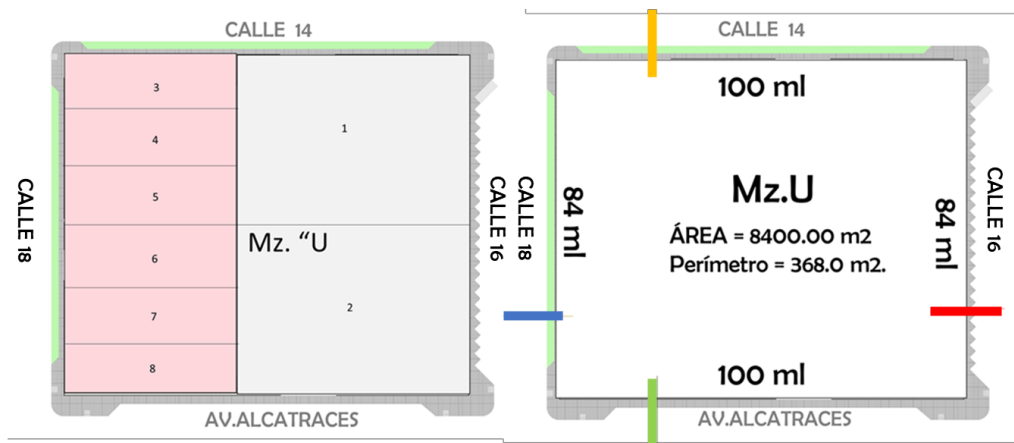 CALLE 14
3
4
5
6
7
8
1
2
Mz. “U
CALLE 18
CALLE 16
AV.ALCATRACES
CALLE 14
100 ml
CALLE 18
84 ml
Mz.U
ÁREA = 8400.00 m2
Perímetro = 368.0 m2.
84 ml
CALLE 16
100 ml
AV.ALCATRACES